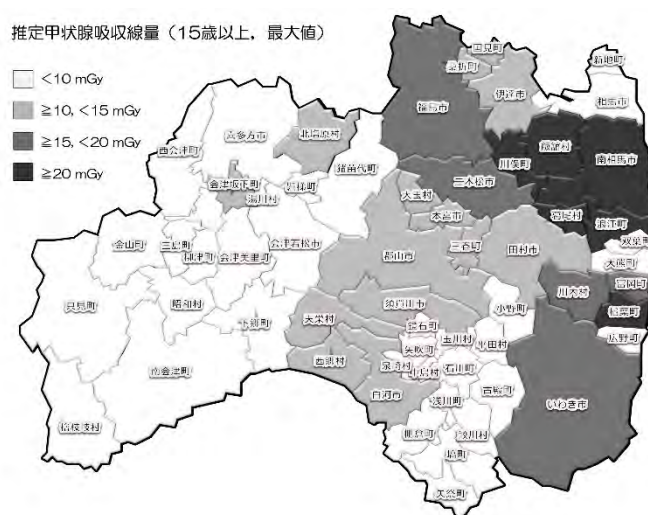 推定甲状腺吸収線量（15歳以上，最大値）
<10 mGy
≧10, <15 mGy
≧15, <20 mGy
≧20 mGy
国見町
桑折町
伊達市
新地町
相馬市
福島市
北塩原村
喜多方市
西会津町
猪苗代町
川俣町
飯舘村
南相馬市
会津坂下町
湯川村
磐梯町
二本松市
大玉村
本宮市
葛尾村
浪江町
双葉町
大熊町
金山町
三島町
柳津町
会津美里町
会津若松市
郡山市
三春町
田村市
川内村
富岡町
楢葉町
広野町
只見町
昭和村
下郷町
須賀川市
天栄村
鏡石町
小野町
玉川村
平田村
矢吹町
西郷村
泉崎村
中島村
石川町
南会津町
白河市
浅川町
古殿町
いわき市
檜枝岐村
棚倉町
鮫川村
塙町
矢祭町